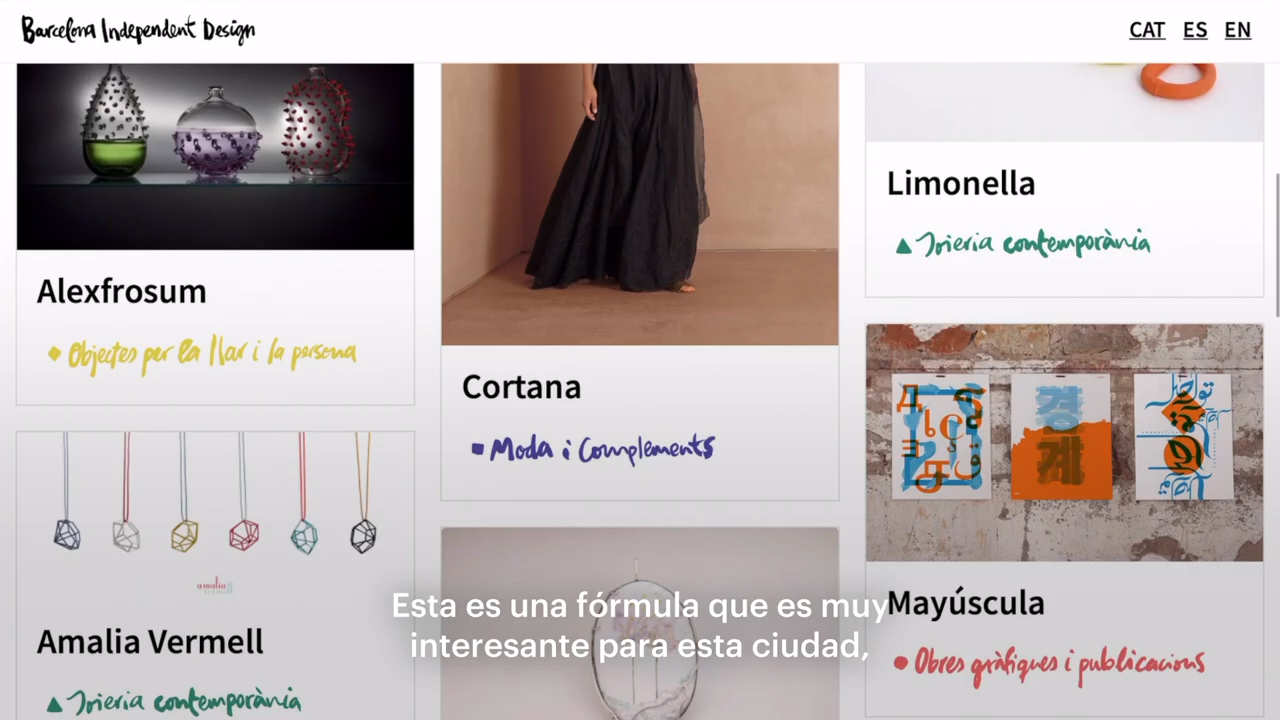 Barcelona Independent Design
CAT ES EN
Alexfrosum
Objectes per la llar i la persona
Amalia Vermell
Joieria contemporània
Cortana
Moda i Complements
Limonella
Joieria contemporània
경계
Mayúscula
Obres gràfiques i publicacions
Esta es una fórmula que es muy
interesante para esta ciudad,